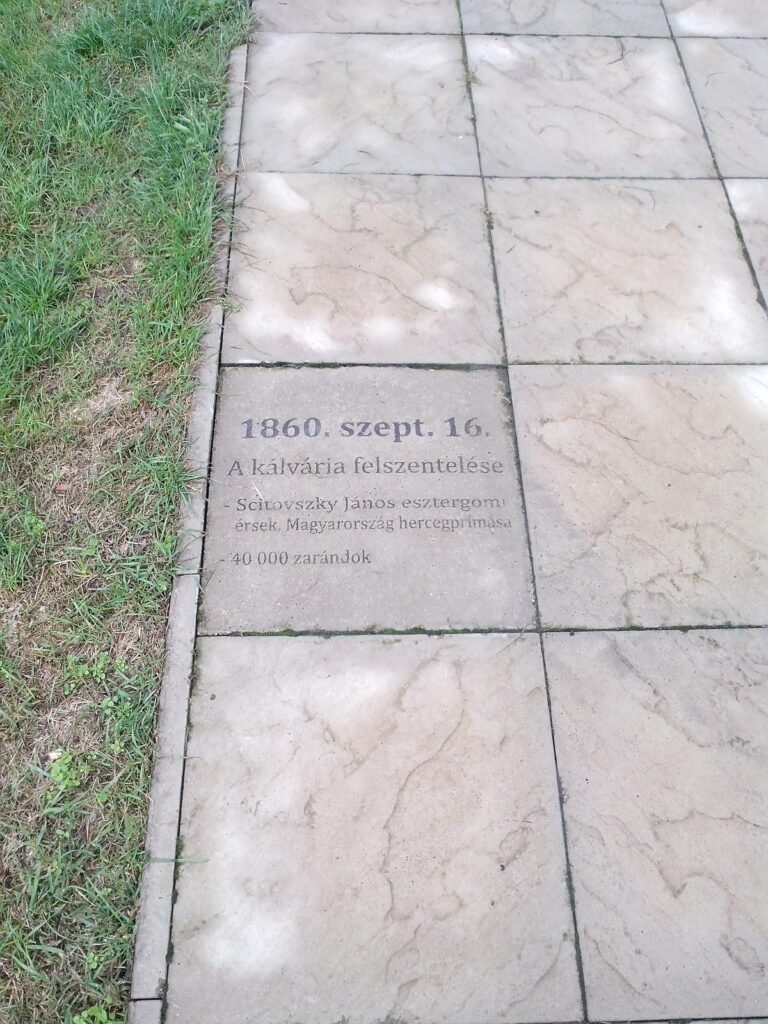 1860. szept. 16.
A kálvária felszentelése
- Scitovszky János esztergomi
érsek, Magyarország hercegprímása
- 40 000 zarándok